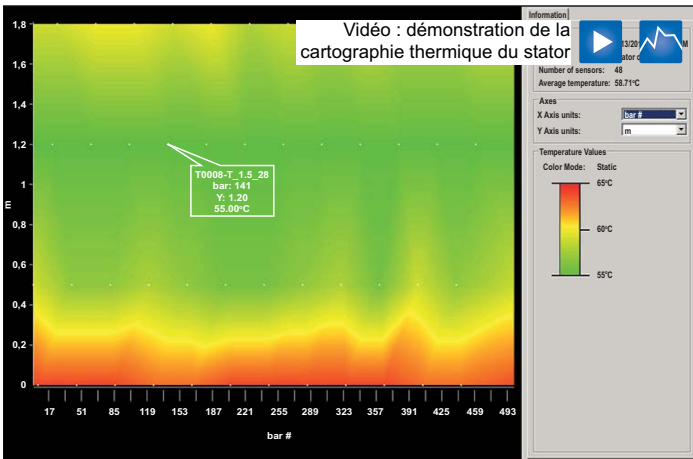 Vidéo : démonstration de la
cartographie thermique du stator
1,8
1,6
1,4
1,2
1
0,8
0,6
0,4
0,2
0
m
T0008-T_1.5_28
bar: 141
Y: 1.20
55.00°C
17 51 85 119 153 187 221 255 289 323 357 391 425 459 493
bar #
Information
13/201 M
Number of sensors: 48
Average temperature: 58.71°C
Axes
X Axis units: bar #
Y Axis units: m
Temperature Values
Color Mode: Static
65°C
60°C
55°C